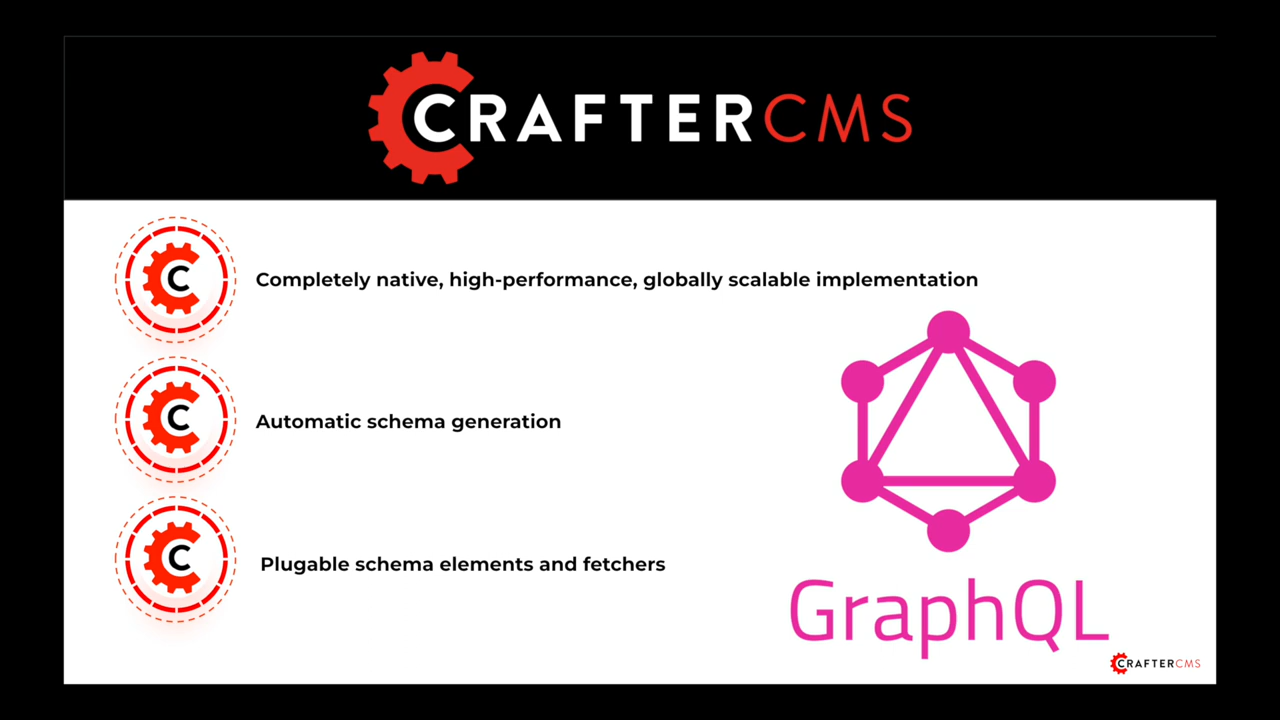 CRAFTERCMS
C
Completely native, high-performance, globally scalable implementation
C
Automatic schema generation
C
Plugable schema elements and fetchers
GraphQL
CRAFTERCMS